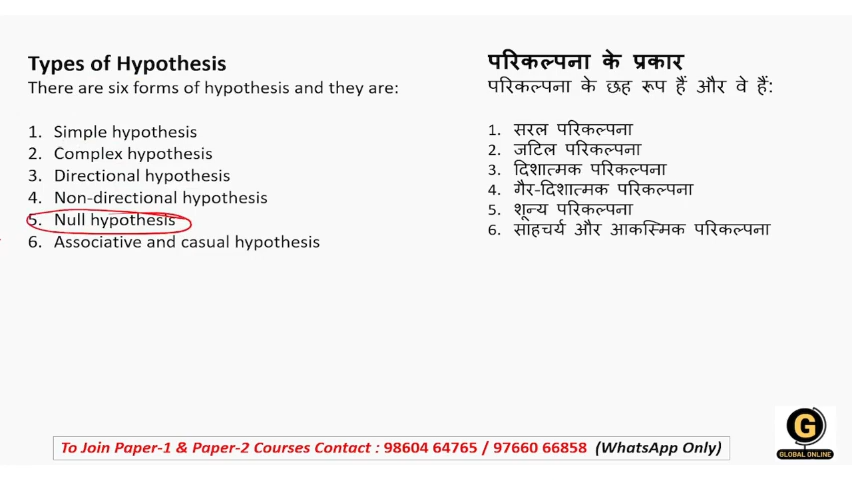 Types of Hypothesis
There are six forms of hypothesis and they are:
1. Simple hypothesis
2. Complex hypothesis
3. Directional hypothesis
4. Non-directional hypothesis
5. Null hypothesis
6. Associative and casual hypothesis
परिकल्पना के प्रकार
परिकल्पना के छह रूप हैं और वे हैं:
1. सरल परिकल्पना
2. जटिल परिकल्पना
3. दिशात्मक परिकल्पना
4. गैर-दिशात्मक परिकल्पना
5. शून्य परिकल्पना
6. साहचर्य और आकस्मिक परिकल्पना
To Join Paper-1 & Paper-2 Courses Contact : 98604 64765 / 97660 66858 (WhatsApp Only)
G
GLOBAL ONLINE